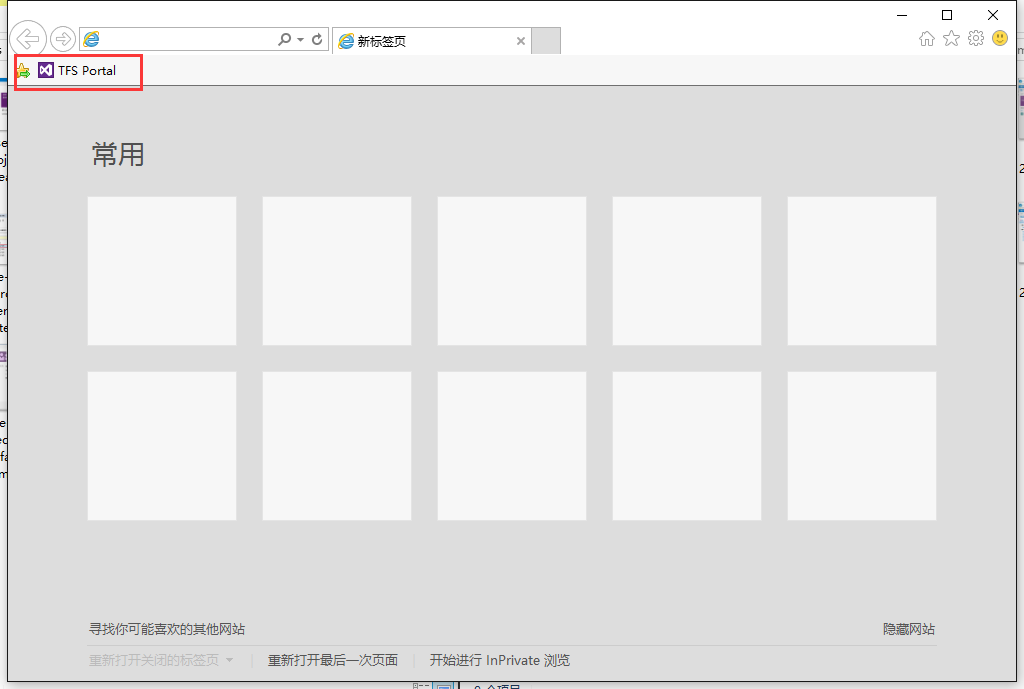 新标签页
TFS Portal
常用
寻找你可能喜欢的其他网站
隐藏网站
重新打开关闭的标签页
重新打开最后一次页面
开始进行 InPrivate 浏览